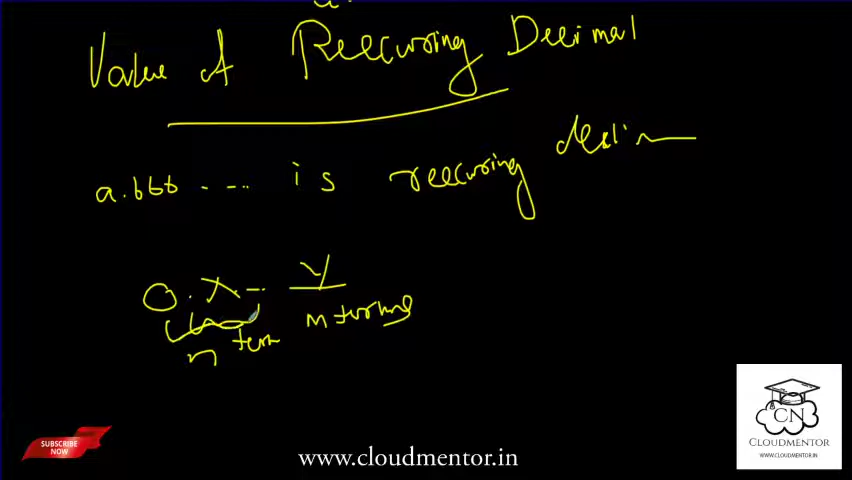 Value of Reccuring Decimal
a.bbb . -- is reccuring
0.X-- Y
n term m terms
SUBSCRIBE
NOW
CN
CLOUDMENTOR
WWW.CLOUDMENTOR.IN
www.cloudmentor.in